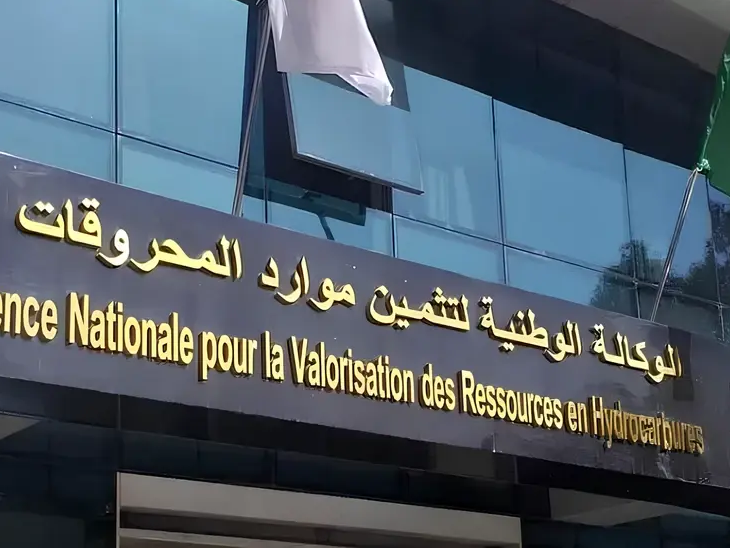 الوكالة الوطنية لتثمين موارد المحروقات
ence Nationale pour la Valorisation des Ressources en Hydrocarbures